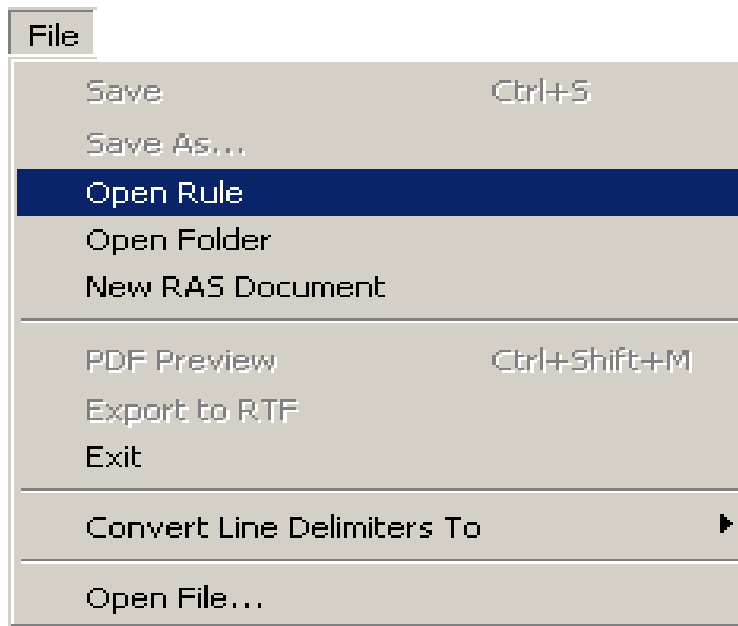 File
Save Ctrl+S
Save As...
Open Rule
Open Folder
New RAS Document
PDF Preview Ctrl+Shift+M
Export to RTF
Exit
Convert Line Delimiters To
Open File...